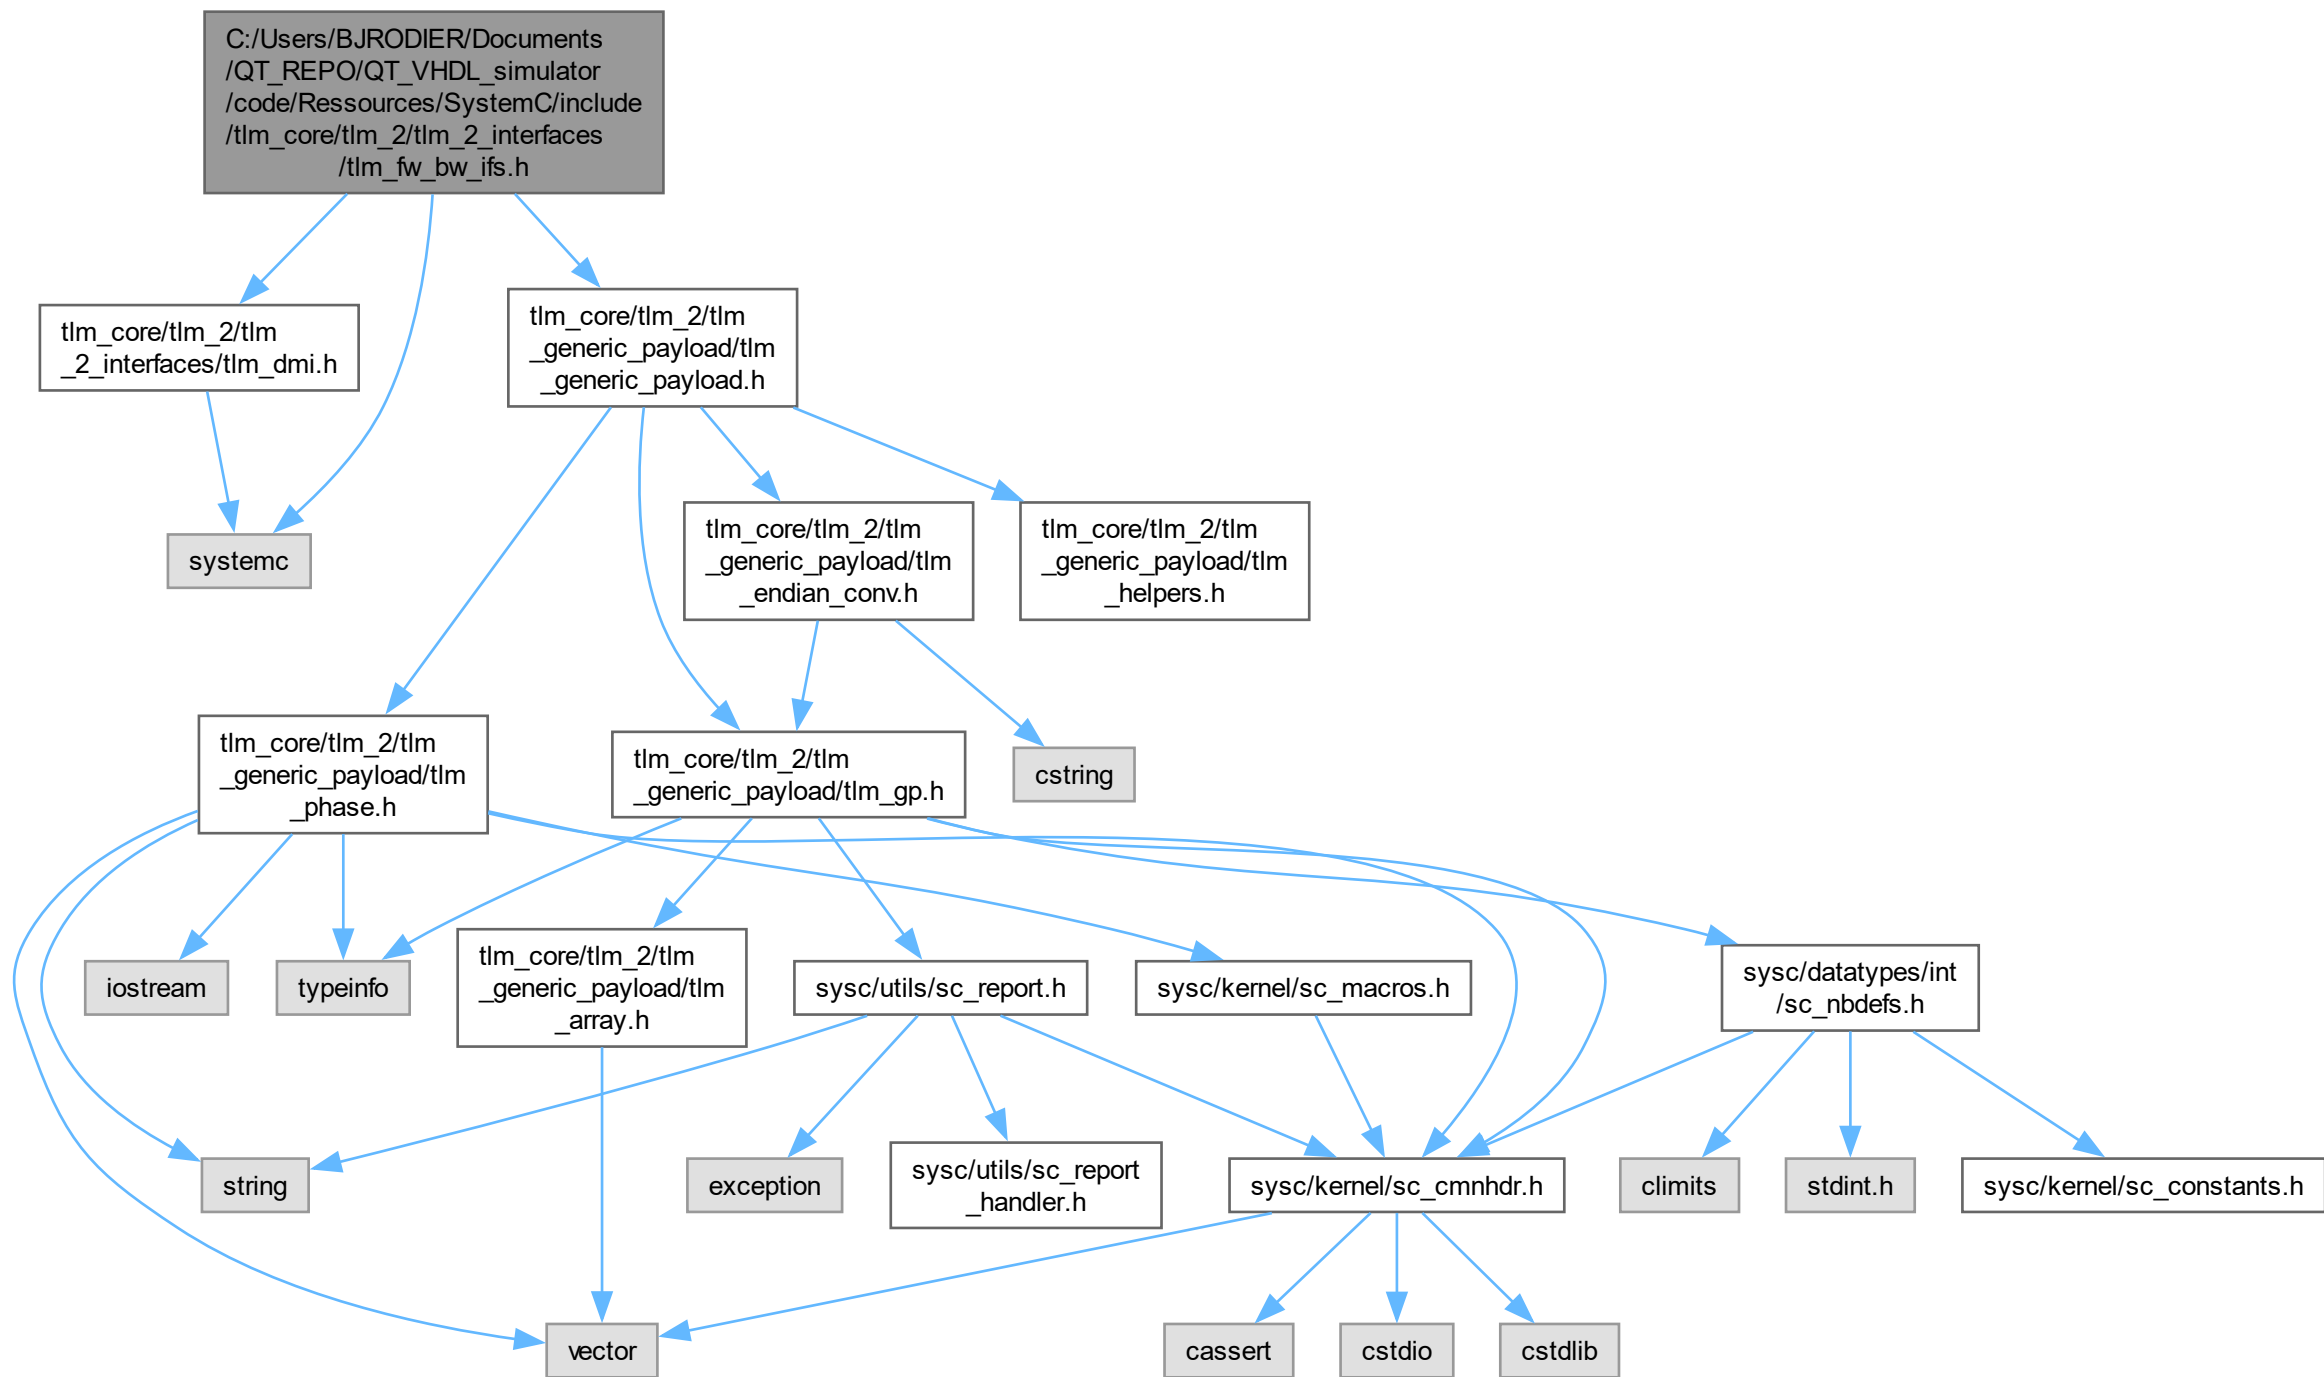 C:/Users/BJRODIER/Documents
/QT_REPO/QT_VHDL_simulator
/code/Ressources/SystemC/include
/tlm_core/tlm_2/tlm_2_interfaces
/tlm_fw_bw_ifs.h
tlm_core/tlm_2/tlm
_2_interfaces/tlm_dmi.h
tlm_core/tlm_2/tlm
_generic_payload/tlm
_generic_payload.h
systemc
tlm_core/tlm_2/tlm
_generic_payload/tlm
_endian_conv.h
tlm_core/tlm_2/tlm
_generic_payload/tlm
_helpers.h
tlm_core/tlm_2/tlm
_generic_payload/tlm
_phase.h
tlm_core/tlm_2/tlm
_generic_payload/tlm_gp.h
cstring
iostream
typeinfo
tlm_core/tlm_2/tlm
_generic_payload/tlm
_array.h
sysc/utils/sc_report.h
sysc/kernel/sc_macros.h
sysc/datatypes/int
/sc_nbdefs.h
string
exception
sysc/utils/sc_report
_handler.h
sysc/kernel/sc_cmnhdr.h
climits
stdint.h
sysc/kernel/sc_constants.h
vector
cassert
cstdio
cstdlib